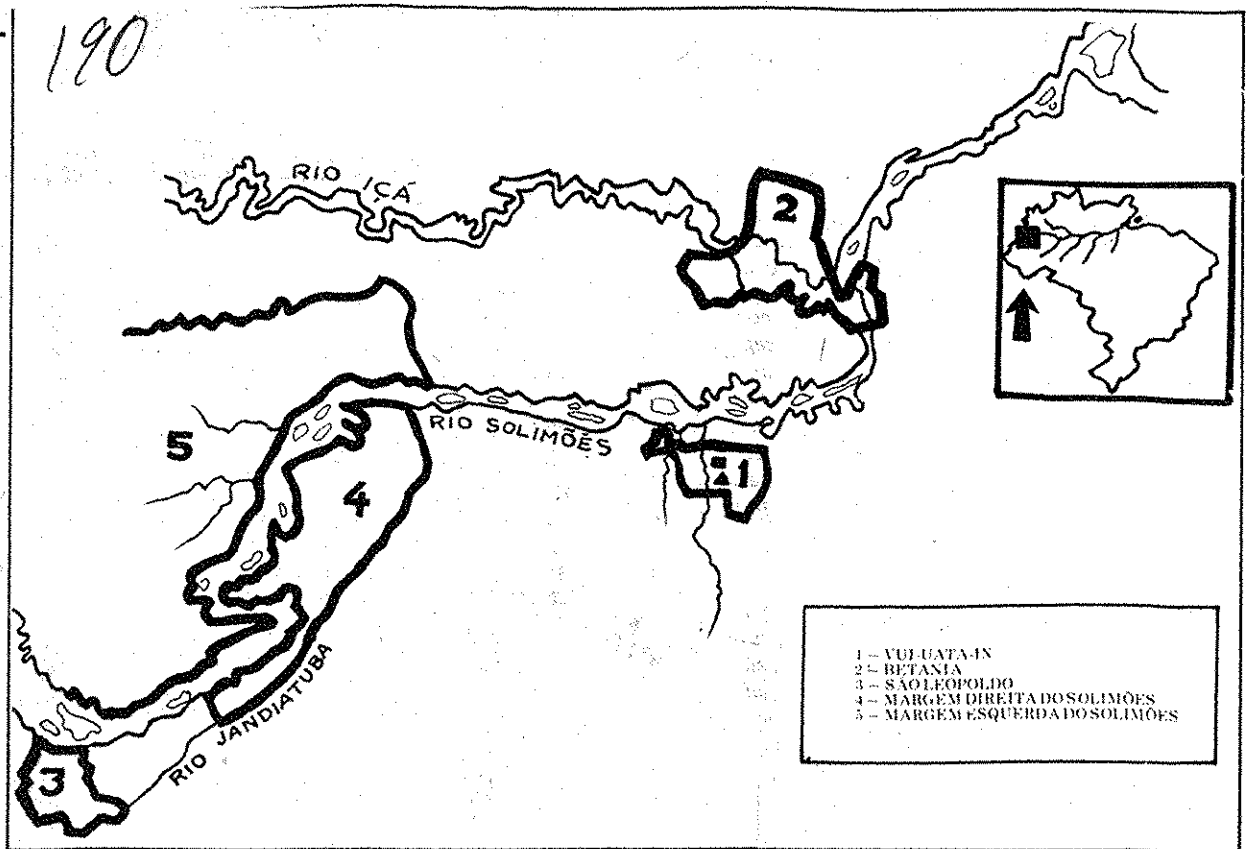 190
RIO IÇÁ
2
5
RIO SOLIMÕES
4
1
RIO JANDIATUBA
3
1 – VUI-UATA-IN
2 – BETANIA
3 – SÃO LEOPOLDO
4 – MARGEM DIREITA DO SOLIMÕES
5 – MARGEM ESQUERDA DO SOLIMÕES